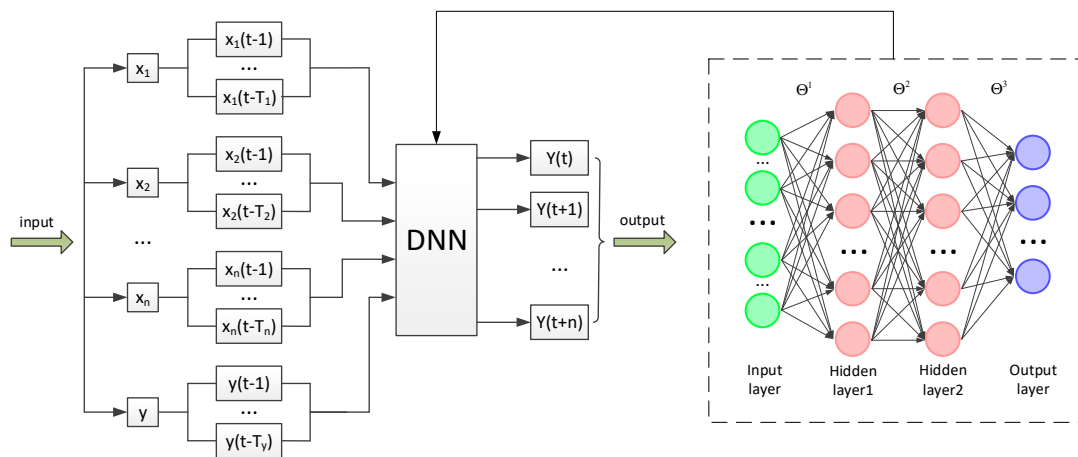 input
x₁
x₁(t-1)
...
x₁(t-T₁)
x₂
x₂(t-1)
...
x₂(t-T₂)
...
xₙ
xₙ(t-1)
...
xₙ(t-Tₙ)
y
y(t-1)
...
y(t-Tᵧ)
DNN
Y(t)
Y(t+1)
...
Y(t+n)
output
Θ¹
Θ²
Θ³
...
...
...
...
...
...
Input
layer
Hidden
layer1
Hidden
layer2
Output
layer